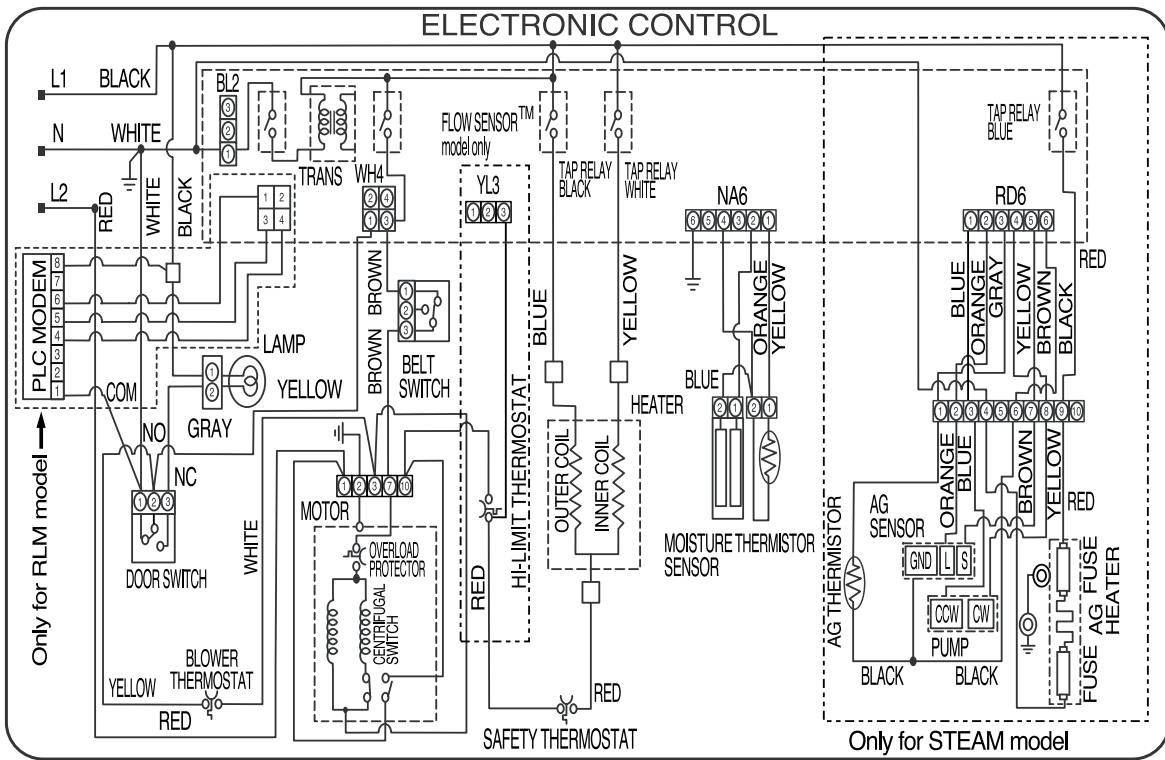 ELECTRONIC CONTROL
L1
BLACK
N
WHITE
L2
RED
WHITE
BLACK
BL2
3
2
1
TRANS
WH4
2 4
1 3
FLOW SENSOR™
model only
YL3
1 2 3
TAP RELAY
BLACK
TAP RELAY
WHITE
TAP RELAY
BLUE
NA6
6 5 4 3 2 1
RD6
1 2 3 4 5 6
RED
1 2
3 4
PLC MODEM
8
7
6
5
4
3
2
1
COM
Only for RLM model
LAMP
1
2
YELLOW
GRAY
NO
NC
1 2 3
DOOR SWITCH
BROWN
BROWN
1
2
3
BELT
SWITCH
BLUE
YELLOW
ORANGE
YELLOW
BLUE
ORANGE
GRAY
YELLOW
BROWN
BLACK
HEATER
OUTER COIL
INNER COIL
BLUE
2 1
2 1
MOISTURE
SENSOR
THERMISTOR
1 2 3 4 5 6 7 8 9 10
ORANGE
BLUE
BROWN
YELLOW
RED
AG
SENSOR
GND
L
S
CCW
CW
PUMP
AG THERMISTOR
BLACK
BLACK
FUSE
AG
HEATER
FUSE
MOTOR
1 2 3 7 10
OVERLOAD
PROTECTOR
CENTRIFUGAL
SWITCH
HI-LIMIT THERMOSTAT
RED
WHITE
BLOWER
THERMOSTAT
YELLOW
RED
RED
SAFETY THERMOSTAT
Only for STEAM model